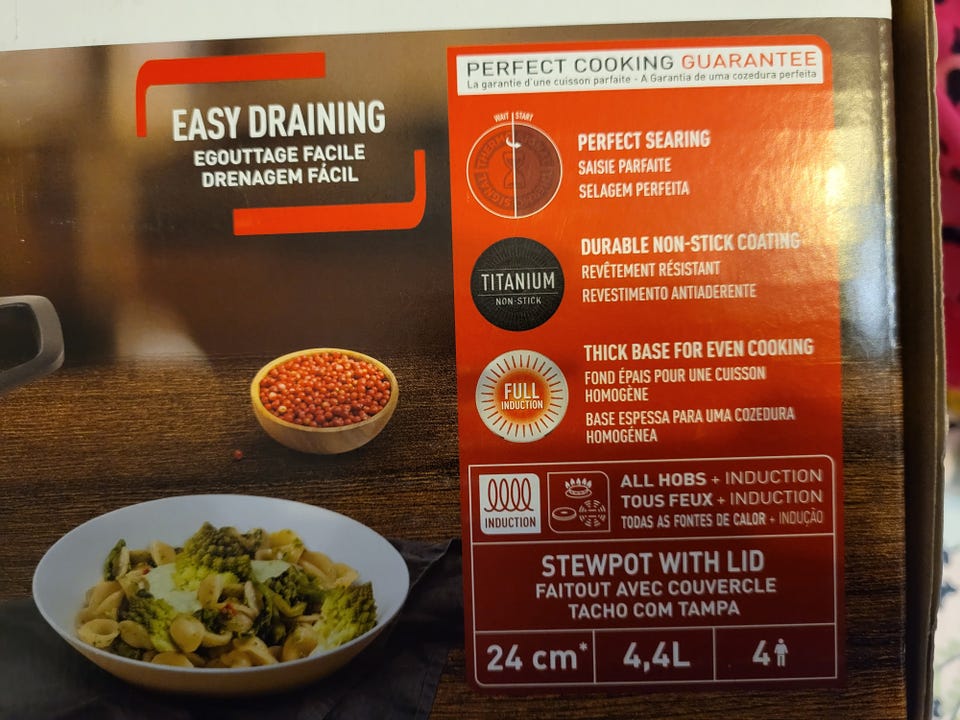 EASY DRAINING
EGOUTTAGE FACILE
DRENAGEM FÁCIL
PERFECT COOKING GUARANTEE
La garantie d'une cuisson parfaite - A Garantia de uma cozedura perfeita
WAIT START
PERFECT SEARING
SAISIE PARFAITE
SELAGEM PERFEITA
TITANIUM
NON-STICK
DURABLE NON-STICK COATING
REVÊTEMENT RÉSISTANT
REVESTIMENTO ANTIADERENTE
FULL
INDUCTION
THICK BASE FOR EVEN COOKING
FOND ÉPAIS POUR UNE CUISSON
HOMOGÈNE
BASE ESPESSA PARA UMA COZEDURA
HOMOGÉNEA
INDUCTION
ALL HOBS + INDUCTION
TOUS FEUX + INDUCTION
TODAS AS FONTES DE CALOR + INDUÇÃO
STEWPOT WITH LID
FAITOUT AVEC COUVERCLE
TACHO COM TAMPA
24 cm* 4,4L 4